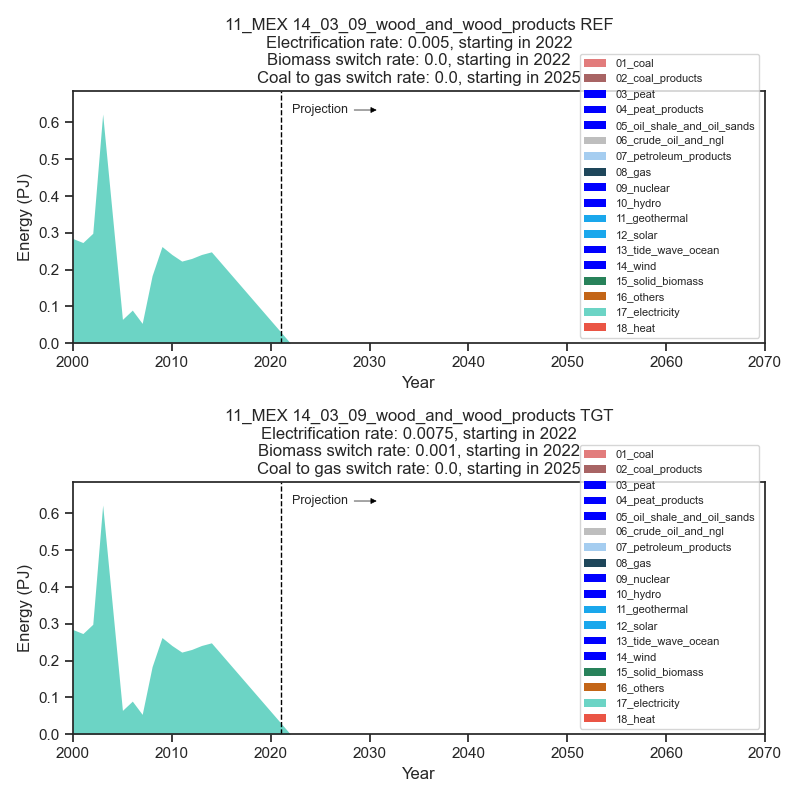 11_MEX 14_03_09_wood_and_wood_products REF
Electrification rate: 0.005, starting in 2022
Biomass switch rate: 0.0, starting in 2022
Coal to gas switch rate: 0.0, starting in 2025
Projection
Energy (PJ)
0.6
0.5
0.4
0.3
0.2
0.1
0.0
01_coal
02_coal_products
03_peat
04_peat_products
05_oil_shale_and_oil_sands
06_crude_oil_and_ngl
07_petroleum_products
08_gas
09_nuclear
10_hydro
11_geothermal
12_solar
13_tide_wave_ocean
14_wind
15_solid_biomass
16_others
17_electricity
18_heat
2000 2010 2020 2030 2040 2050 2060 2070
Year
11_MEX 14_03_09_wood_and_wood_products TGT
Electrification rate: 0.0075, starting in 2022
Biomass switch rate: 0.001, starting in 2022
Coal to gas switch rate: 0.0, starting in 2025
Projection
Energy (PJ)
0.6
0.5
0.4
0.3
0.2
0.1
0.0
01_coal
02_coal_products
03_peat
04_peat_products
05_oil_shale_and_oil_sands
06_crude_oil_and_ngl
07_petroleum_products
08_gas
09_nuclear
10_hydro
11_geothermal
12_solar
13_tide_wave_ocean
14_wind
15_solid_biomass
16_others
17_electricity
18_heat
2000 2010 2020 2030 2040 2050 2060 2070
Year